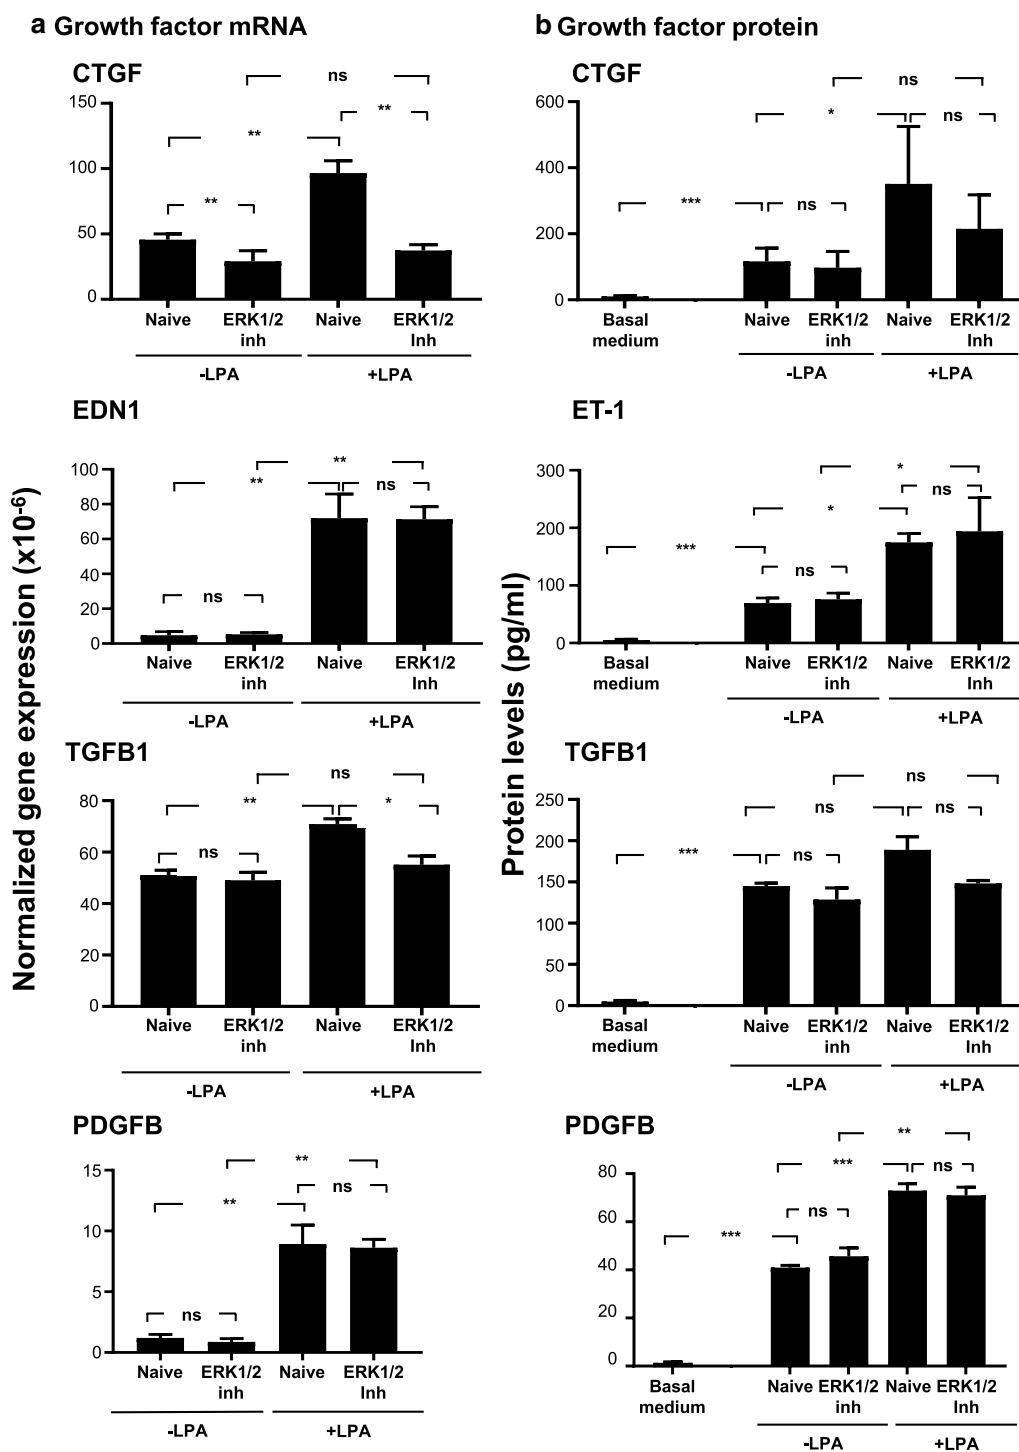 a Growth factor mRNA
CTGF
ns
**
**
**
150
100
50
0
Naive ERK1/2 inh Naive ERK1/2 Inh
-LPA +LPA
EDN1
**
**
ns
ns
100
80
60
40
20
0
Naive ERK1/2 inh Naive ERK1/2 Inh
-LPA +LPA
TGFB1
ns
**
*
ns
80
60
40
20
0
Naive ERK1/2 inh Naive ERK1/2 Inh
-LPA +LPA
PDGFB
**
ns
**
ns
15
10
5
0
Naive ERK1/2 inh Naive ERK1/2 Inh
-LPA +LPA
Normalized gene expression (x10-6)
b Growth factor protein
CTGF
ns
*
ns
***
ns
600
400
200
0
Basal medium Naive ERK1/2 inh Naive ERK1/2 Inh
-LPA +LPA
ET-1
*
ns
*
***
ns
300
200
100
0
Basal medium Naive ERK1/2 inh Naive ERK1/2 Inh
-LPA +LPA
TGFB1
ns
ns
ns
***
ns
250
200
150
100
50
0
Basal medium Naive ERK1/2 inh Naive ERK1/2 Inh
-LPA +LPA
PDGFB
**
***
ns
ns
***
80
60
40
20
0
Basal medium Naive ERK1/2 inh Naive ERK1/2 Inh
-LPA +LPA
Protein levels (pg/ml)